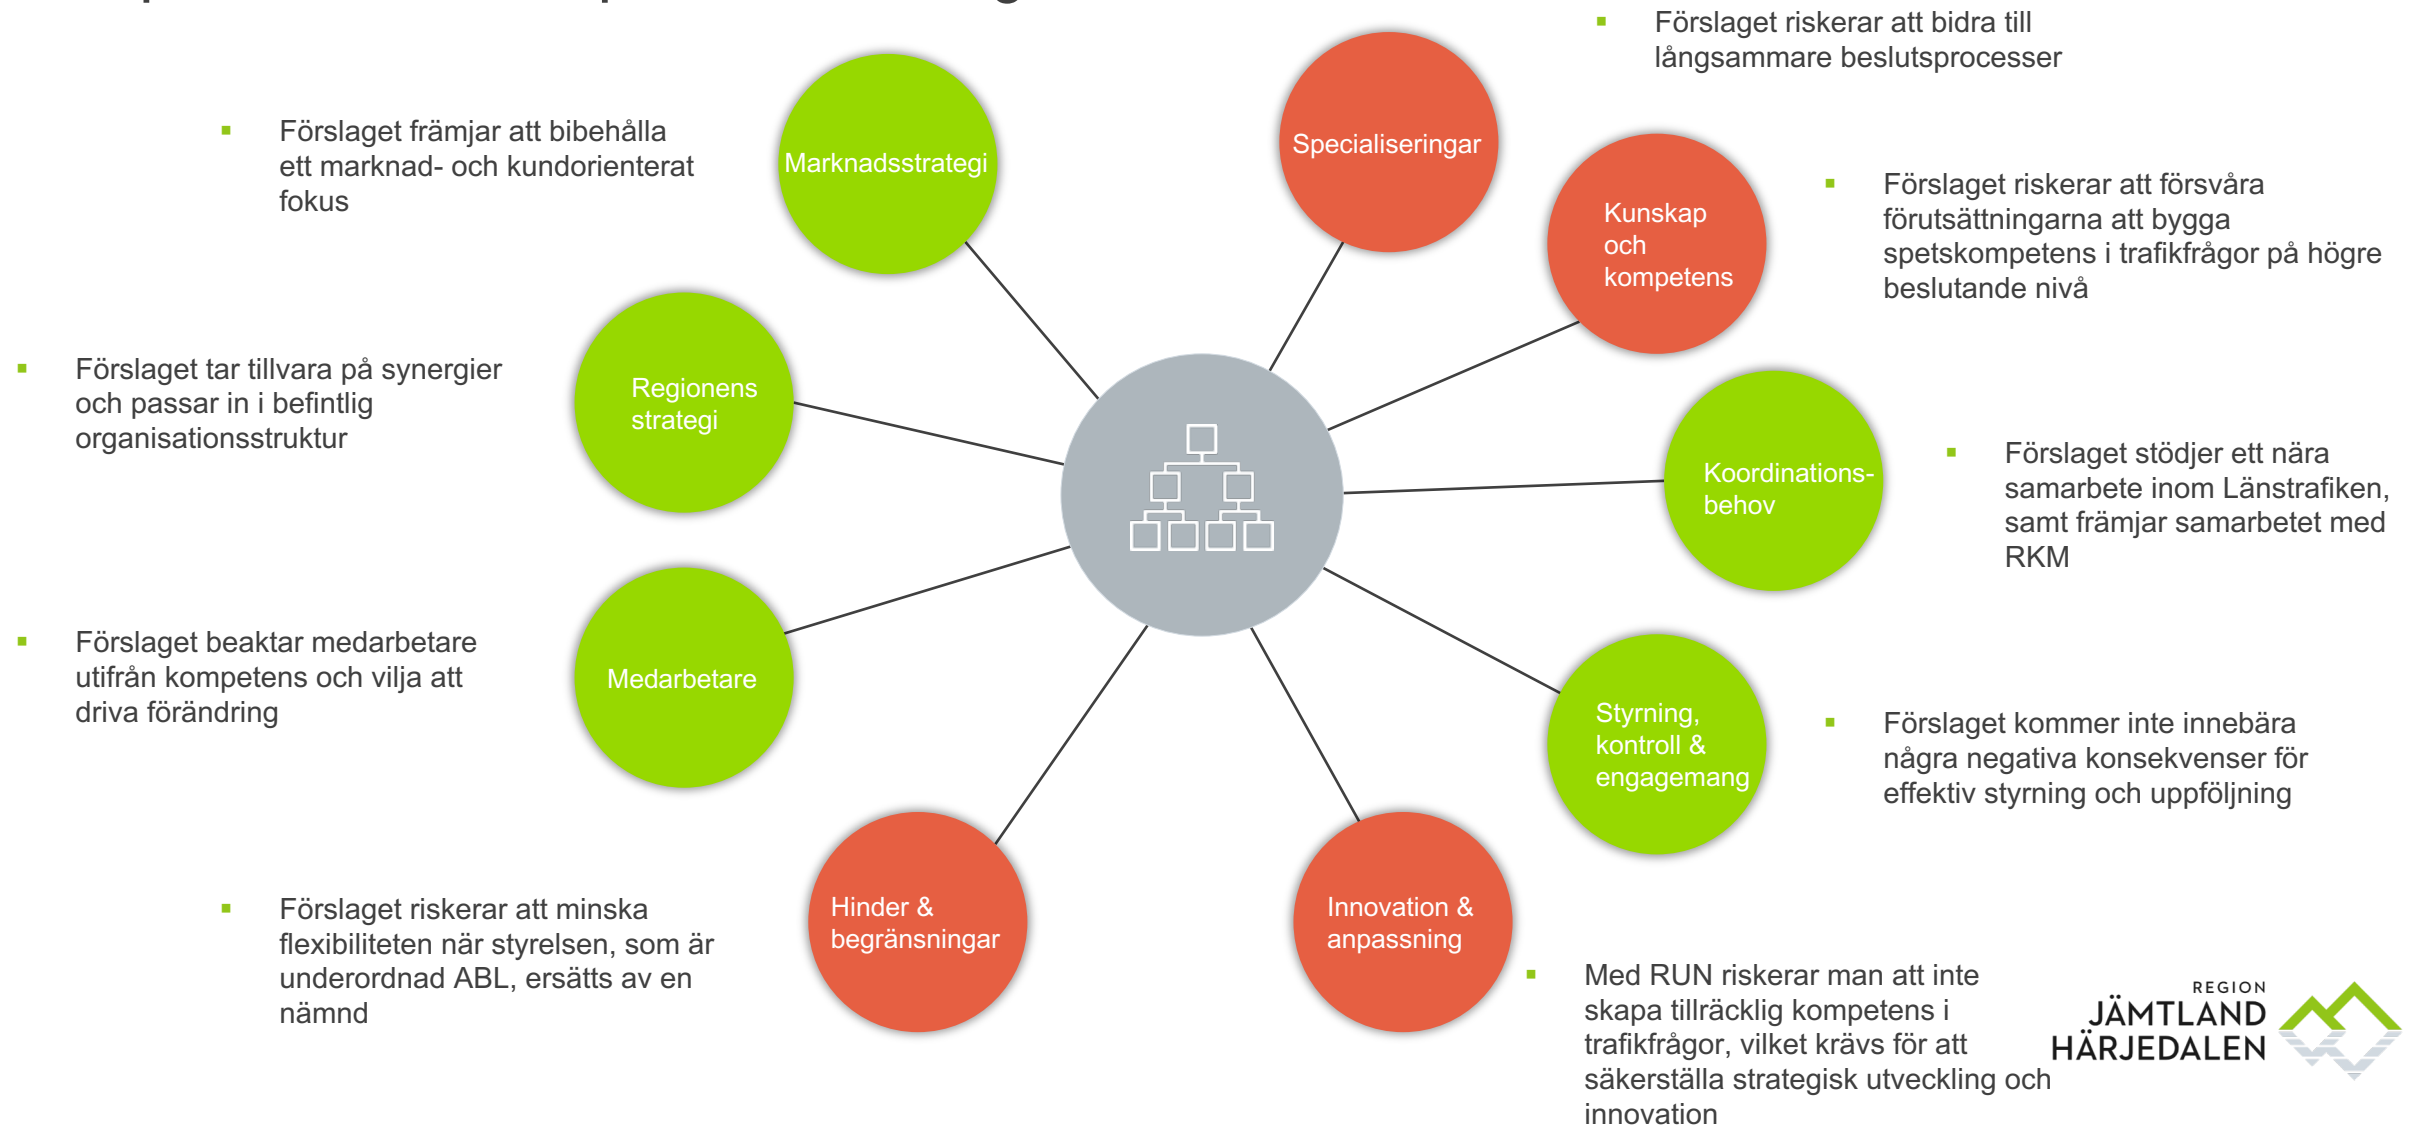 Förslaget riskerar att bidra till
långsammare beslutsprocesser
Specialiseringar
Förslaget främjar att bibehålla
ett marknad- och kundorienterat
fokus
Marknadsstrategi
Kunskap
och
kompetens
Förslaget riskerar att försvåra
förutsättningarna att bygga
spetskompetens i trafikfrågor på högre
beslutande nivå
Förslaget tar tillvara på synergier
och passar in i befintlig
organisationsstruktur
Regionens
strategi
Koordinations-
behov
Förslaget stödjer ett nära
samarbete inom Länstrafiken,
samt främjar samarbetet med
RKM
Förslaget beaktar medarbetare
utifrån kompetens och vilja att
driva förändring
Medarbetare
Styrning,
kontroll &
engagemang
Förslaget kommer inte innebära
några negativa konsekvenser för
effektiv styrning och uppföljning
Förslaget riskerar att minska
flexibiliteten när styrelsen, som är
underordnad ABL, ersätts av en
nämnd
Hinder &
begränsningar
Innovation &
anpassning
Med RUN riskerar man att inte
skapa tillräcklig kompetens i
trafikfrågor, vilket krävs för att
säkerställa strategisk utveckling och
innovation
REGION
JÄMTLAND
HÄRJEDALEN